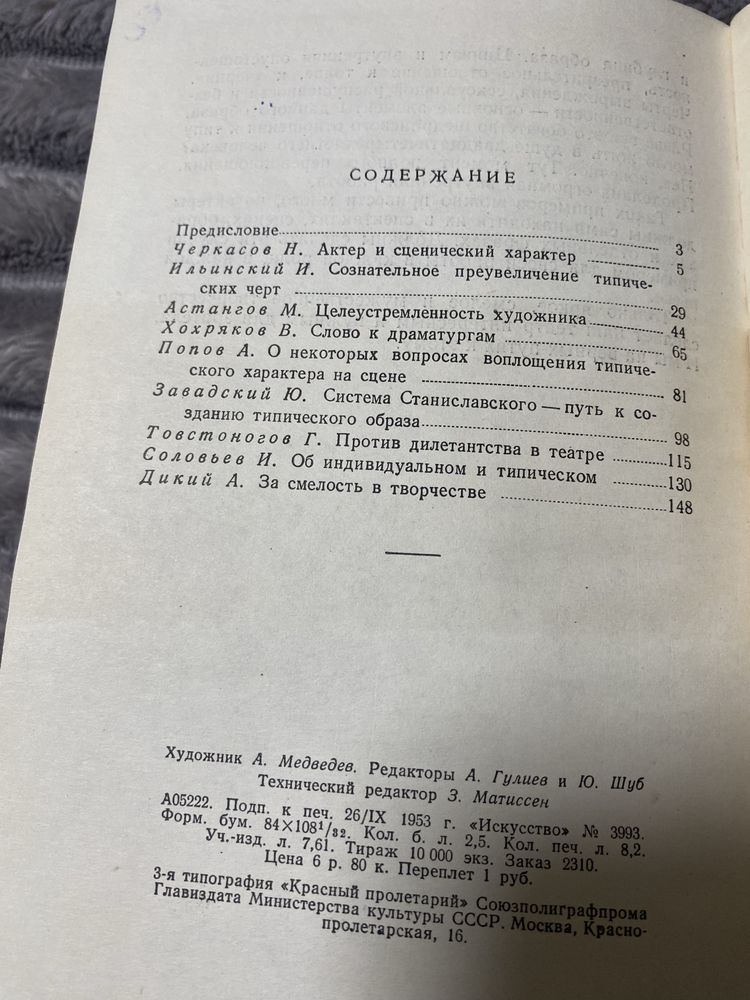 СОДЕРЖАНИЕ
Предисловие 3
Черкасов Н. Актер и сценический характер 5
Ильинский И. Сознательное преувеличение типиче-
ских черт 29
Астангов М. Целеустремленность художника 44
Хохряков В. Слово к драматургам 65
Попов А. О некоторых вопросах воплощения типиче-
ского характера на сцене 81
Завадский Ю. Система Станиславского — путь к со-
зданию типического образа 98
Товстоногов Г. Против дилетантства в театре 115
Соловьев И. Об индивидуальном и типическом 130
Дикий А. За смелость в творчестве 148
Художник А. Медведев. Редакторы А. Гулиев и Ю. Шуб
Технический редактор З. Матиссен
А05222. Подп. к печ. 26/IX 1953 г. «Искусство» № 3993.
Форм. бум. 84×108¹/₃₂. Кол. б. л. 2,5. Кол. печ. л. 8,2.
Уч.-изд. л. 7,61. Тираж 10 000 экз. Заказ 2310.
Цена 6 р. 80 к. Переплет 1 руб.
3-я типография «Красный пролетарий» Союзполиграфпрома
Главиздата Министерства культуры СССР. Москва, Красно-
пролетарская, 16.